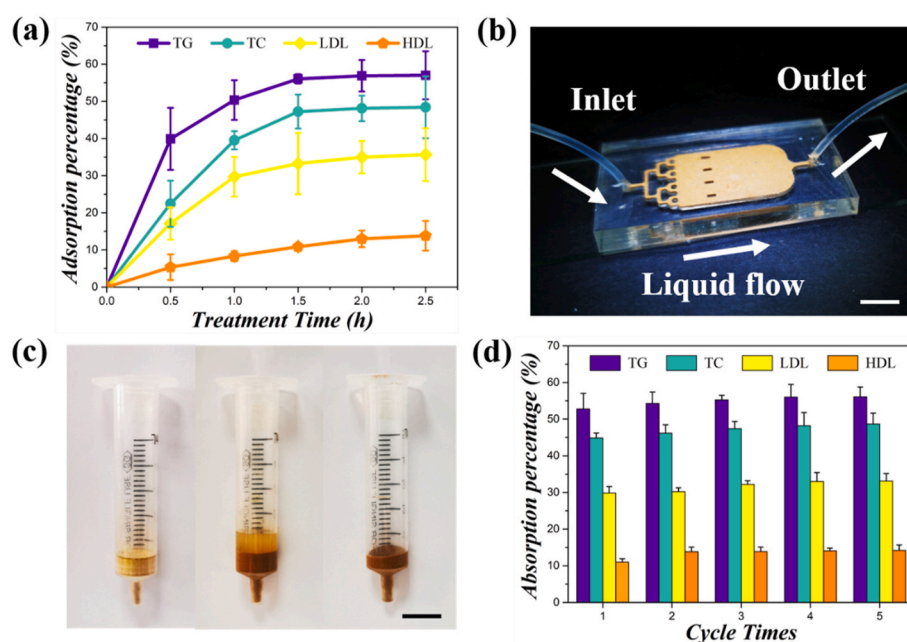 (a)
TG TC LDL HDL
Adsorption percentage (%)
70
60
50
40
30
20
10
0
0.0 0.5 1.0 1.5 2.0 2.5
Treatment Time (h)
(b)
Inlet
Outlet
Liquid flow
(c)
(d)
TG TC LDL HDL
Absorption percentage (%)
70
60
50
40
30
20
10
0
1 2 3 4 5
Cycle Times